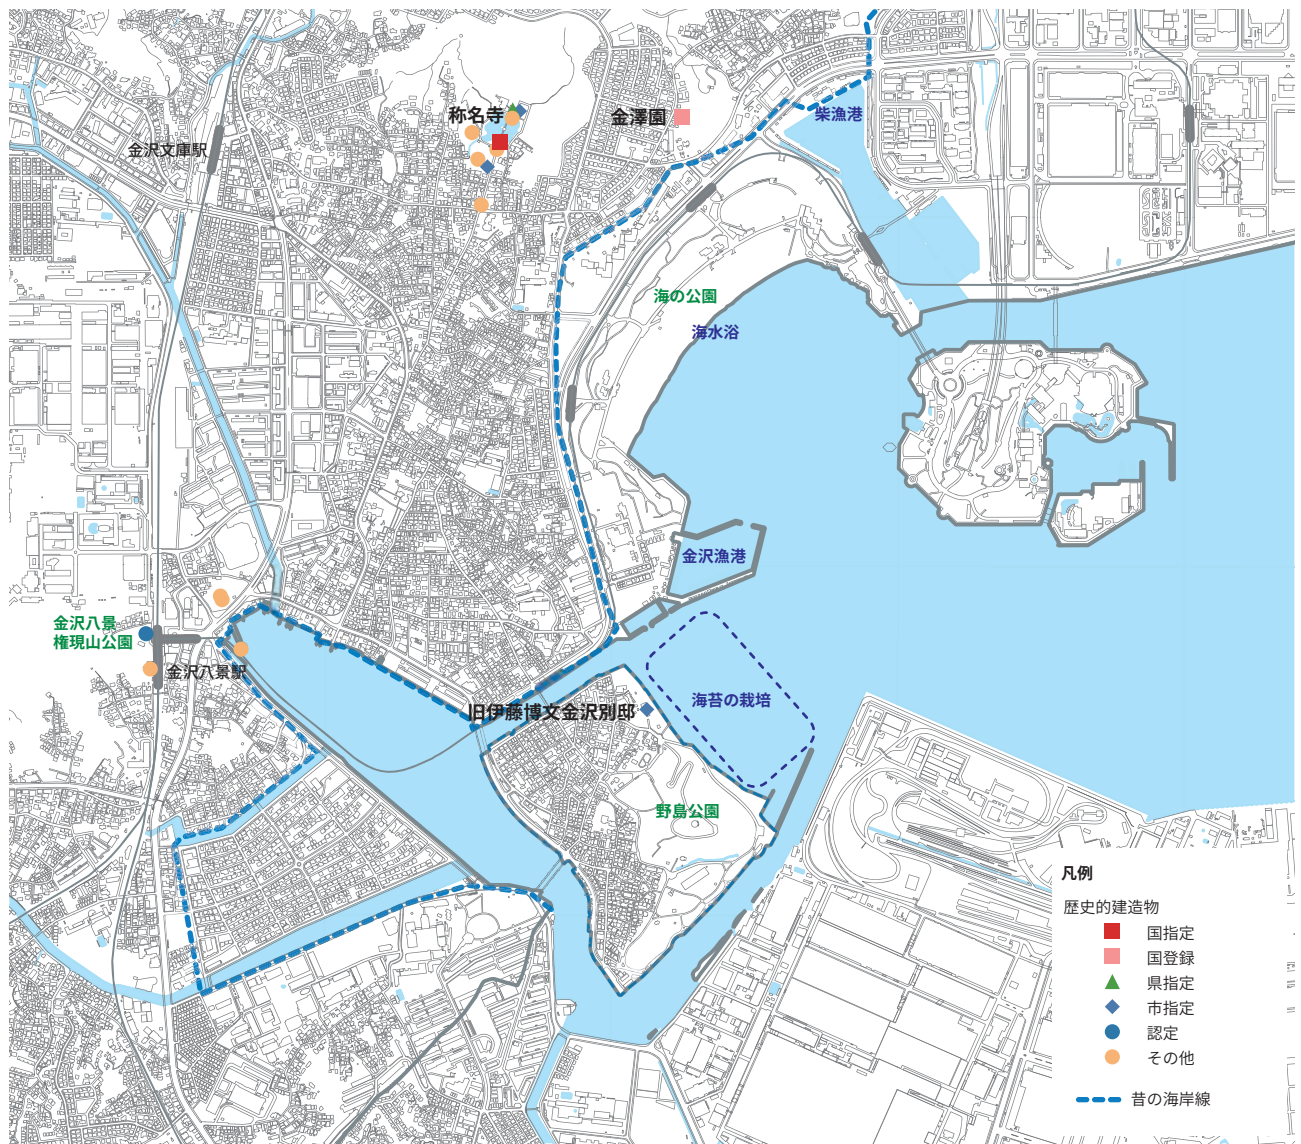 称名寺
金澤園
柴漁港
金沢文庫駅
海の公園
海水浴
金沢漁港
金沢八景
権現山公園
金沢八景駅
海苔の栽培
旧伊藤博文金沢別邸
野島公園
凡例
歴史的建造物
国指定
国登録
県指定
市指定
認定
その他
昔の海岸線